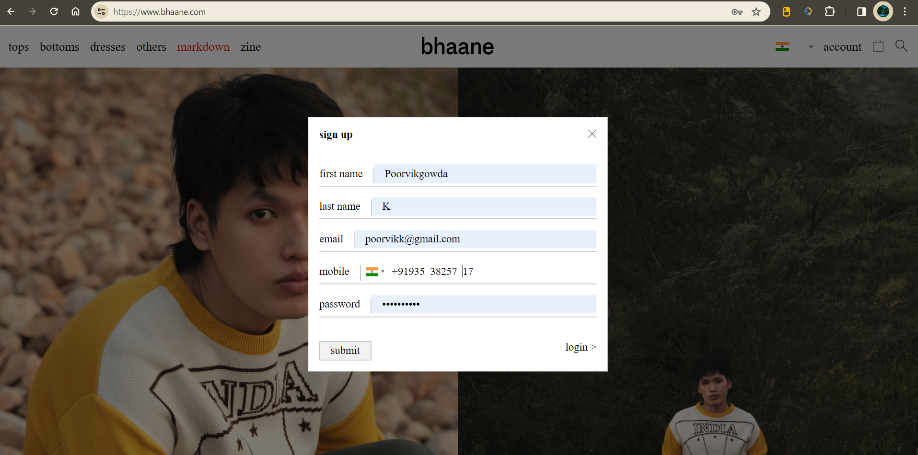 https://www.bhaane.com
tops bottoms dresses others markdown zine
bhaane
account
sign up
first name Poorvikgowda
last name K
email poorvikk@gmail.com
mobile +91935 38257 17
password ••••••••••
submit
login >
INDIA
INDIA